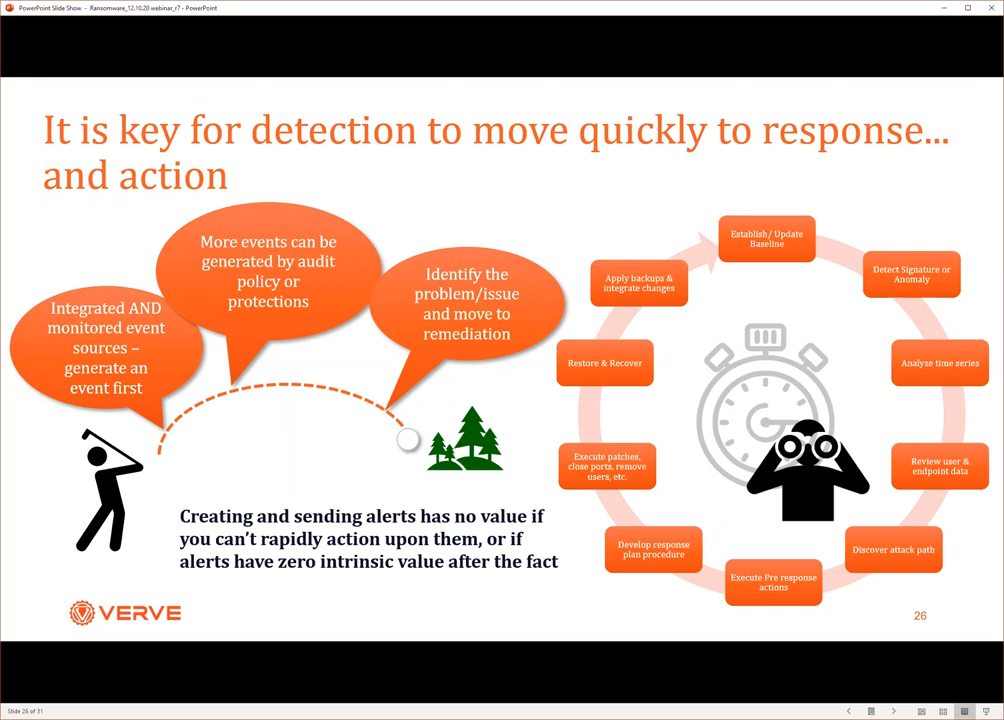 PowerPoint Slide Show - Ransomware_12.10.20 webinar_r7 - PowerPoint
It is key for detection to move quickly to response...
and action
Integrated AND
monitored event
sources –
generate an
event first
More events can be
generated by audit
policy or
protections
Identify the
problem/issue
and move to
remediation
Creating and sending alerts has no value if
you can’t rapidly action upon them, or if
alerts have zero intrinsic value after the fact
Establish/ Update
Baseline
Detect Signature or
Anomaly
Analyze time series
Review user &
endpoint data
Discover attack path
Execute Pre response
actions
Develop response
plan procedure
Execute patches,
close ports, remove
users, etc.
Restore & Recover
Apply backups &
integrate changes
VERVE
26
Slide 26 of 31